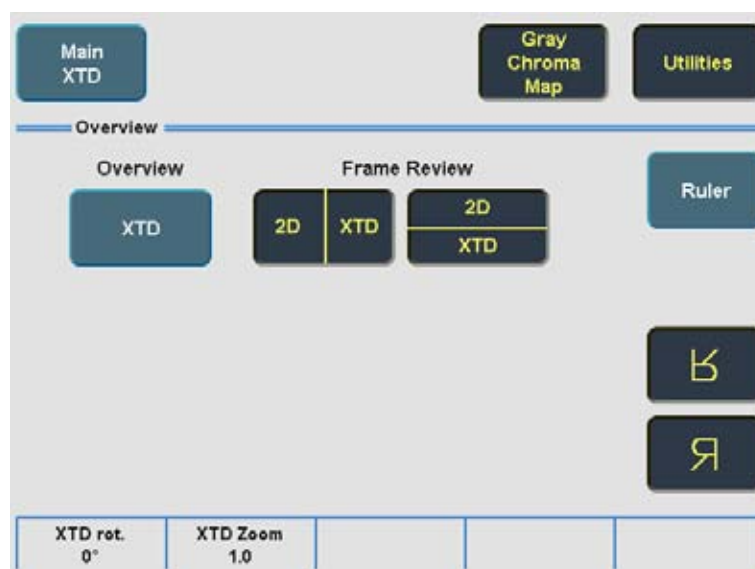 Main
XTD
Gray
Chroma
Map
Utilities
Overview
Overview
Frame Review
XTD
2D
XTD
2D
XTD
Ruler
R
R
XTD rot.
0°
XTD Zoom
1.0